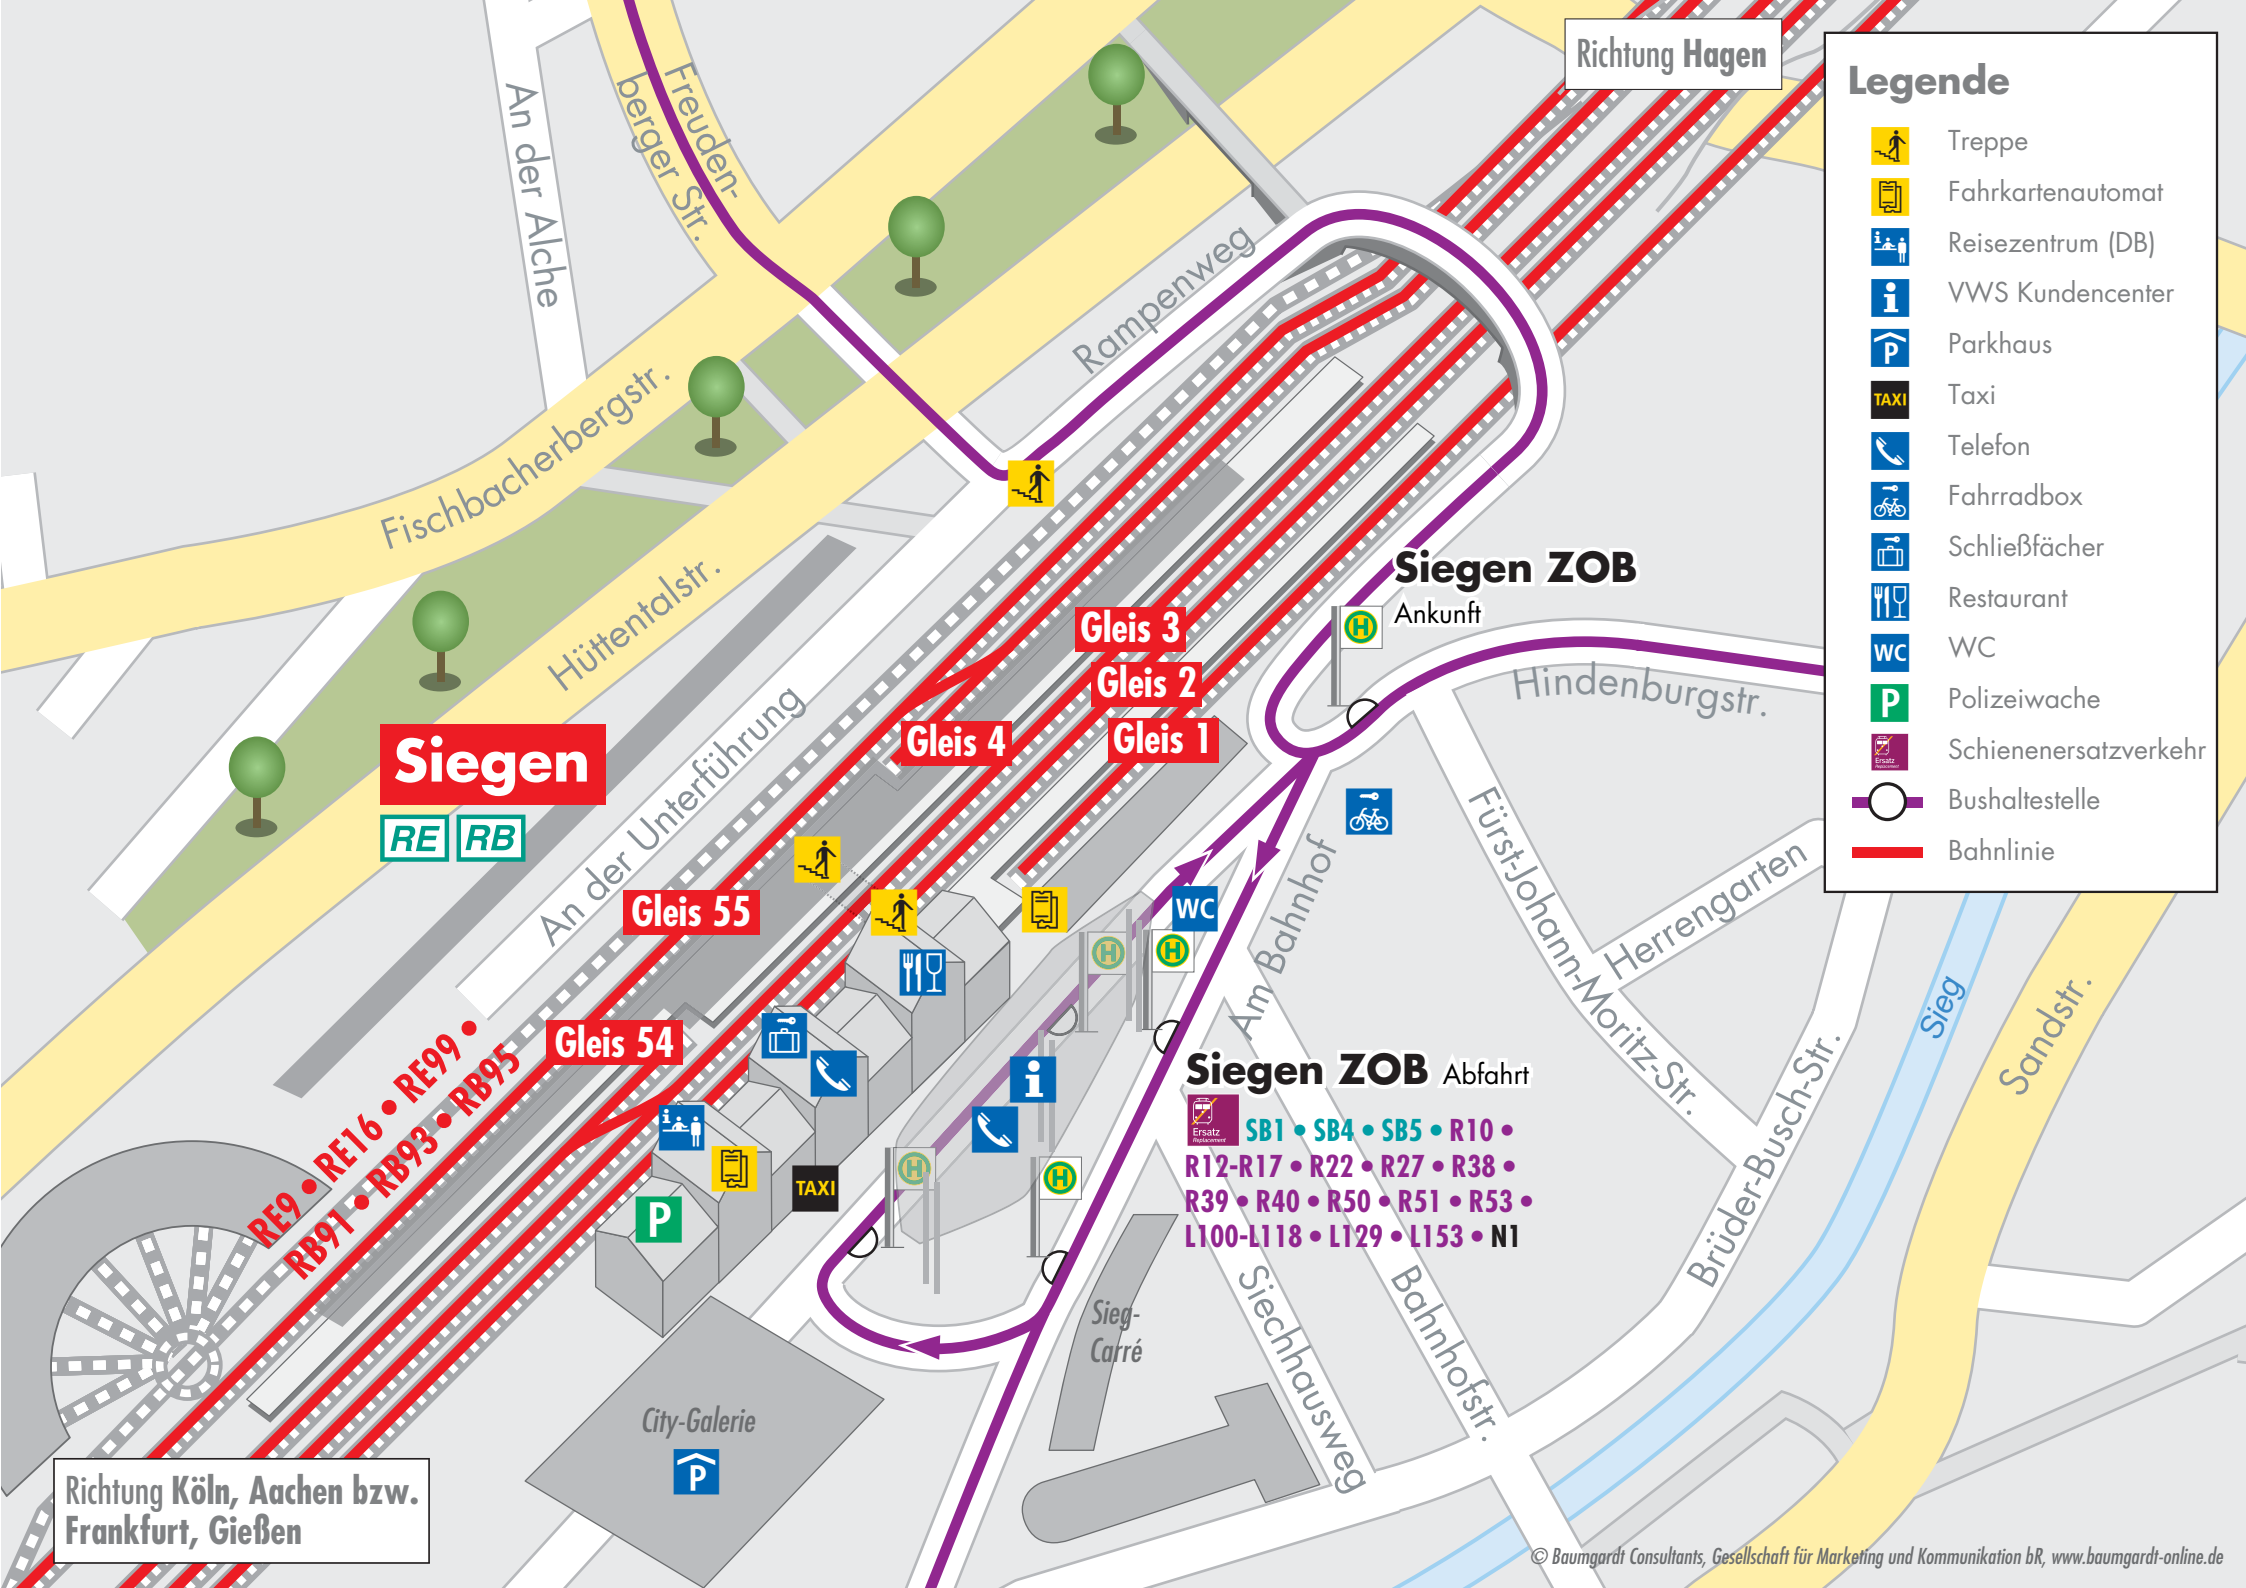 Richtung Hagen
Legende
Treppe
Fahrkartenautomat
Reisezentrum (DB)
VWS Kundencenter
Parkhaus
TAXI Taxi
Telefon
Fahrradbox
Schließfächer
Restaurant
WC WC
P Polizeiwache
Ersatz
Replacement
Schienenersatzverkehr
Bushaltestelle
Bahnlinie
An der Alche
Freuden-
berger Str.
Rampenweg
Fischbacherbergstr.
Hüttentalstr.
An der Unterführung
Siegen
RE RB
Siegen ZOB
Ankunft
H
Hindenburgstr.
Gleis 3
Gleis 2
Gleis 1
Gleis 4
Gleis 55
Gleis 54
Fürst-Johann-Moritz-Str.
Herrengarten
Am Bahnhof
WC
H
H
Sieg
Sandstr.
Brüder-Busch-Str.
RE9 • RE16 • RE99 •
RB91 • RB93 • RB95
i
i
TAXI
P
H
H
Siegen ZOB Abfahrt
Ersatz
Replacement
SB1 • SB4 • SB5 • R10 •
R12-R17 • R22 • R27 • R38 •
R39 • R40 • R50 • R51 • R53 •
L100-L118 • L129 • L153 • N1
Sieg-
Carré
Siechhausweg
Bahnhofstr.
City-Galerie
P
Richtung Köln, Aachen bzw.
Frankfurt, Gießen
© Baumgardt Consultants, Gesellschaft für Marketing und Kommunikation bR, www.baumgardt-online.de